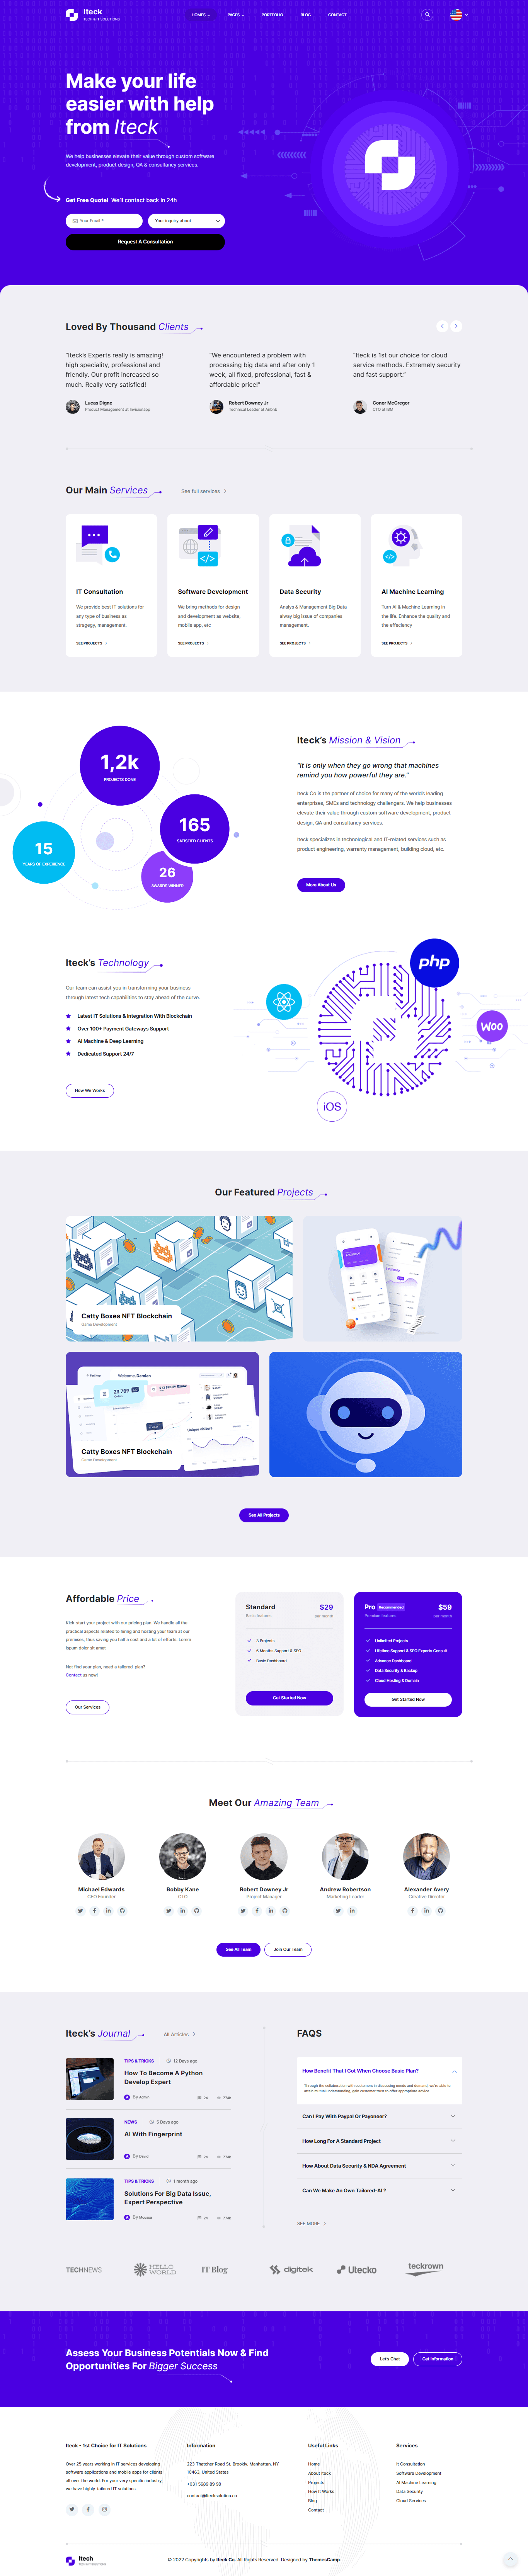 Iteck
TECH & IT SOLUTIONS
HOMES
PAGES
PORTFOLIO
BLOG
CONTACT
Make your life
easier with help
from Iteck
We help businesses elevate their value through custom software
development, product design, QA & consultancy services.
Get Free Quote! We'll contact back in 24h
Your Email *
Your inquiry about
Request A Consultation
Loved By Thousand Clients
"Iteck's Experts really is amazing!
high speciality, professional and
friendly. Our profit increased so
much. Really very satisfied!
Lucas Digne
"We encountered a problem with
processing big data and after only 1
week, all fixed, professional, fast &
affordable price!"
Robert Downey Jr
Technical Leader at Airbnb
"Iteck is 1st our choice for cloud
service methods. Extremely security
and fast support."
Conor McGregor
CTO at IBM
Our Main Services
See full services
IT Consultation
We provide best IT solutions for
any type of business as
stragegy, management.
SEE PROJECTS
Software Development
We bring methods for design
and development as website,
mobile app, etc
SEE PROJECTS
Data Security
Analys & Management Big Data
alway big issue of companies
management.
SEE PROJECTS
AI Machine Learning
Turn AI & Machine Learning in
the life. Enhance the quality and
the effisciency
SEE PROJECTS
1,2k
PROJECTS DONE
165
SATISFIED CLIENTS
15
YEARS OF EXPERIENCE
26
AWARDS WINNER
Iteck's Mission & Vision
"It is only when they go wrong that machines
remind you how powerful they are."
Iteck Co is the partner of choice for many of the world's leading
enterprises, SMEs and technology challengers. We help businesses
elevate their value through custom software development, product
design, QA and consultancy services.
Iteck specializes in technological and IT-related services such as
product engineering, warranty management, building cloud, etc.
More About Us
Iteck's Technology
Our team can assist you in transforming your business
through latest tech capabilities to stay ahead of the curve.
Latest IT Solutions & Integration With Blockchain
Over 100+ Payment Gateways Support
AI Machine & Deep Learning
Dedicated Support 24/7
How We Works
php
Woo
iOS
Our Featured Projects
Catty Boxes NFT Blockchain
Game Development
Welcome, Damian
23 709
Unique visitors
Catty Boxes NFT Blockchain
Game Development
See All Projects
Affordable Price
Kick-start your project with our pricing plan. We handle all the
practical aspects related to hiring and hosting your team at our
premises, thus saving you half a cost and a lot of efforts. Lorem
ispum dolor sit amet
Not find your plan, need a tailored plan?
Contact us now!
Our Services
Standard
$29
Basic features
per month
3 Projects
6 Months Support & SEO
Basic Dashboard
Get Started Now
Pro
Recommended
$59
Premium features
per month
Unlimited Projects
Lifetime Support & SEO Experts Consult
Advance Dashboard
Data Security & Backup
Cloud Hosting & Domain
Get Started Now
Meet Our Amazing Team
Michael Edwards
CEO Founder
Bobby Kane
CTO
Robert Downey Jr
Project Manager
Andrew Robertson
Marketing Leader
Alexander Avery
Creative Director
See All Team
Join Our Team
Iteck's Journal
All Articles
TIPS & TRICKS
12 Days ago
How To Become A Python
Develop Expert
By Admin
NEWS
5 Days ago
AI With Fingerprint
By David
TIPS & TRICKS
1 month ago
Solutions For Big Data Issue,
Expert Perspective
FAQS
How Benefit That I Got When Choose Basic Plan?
Through the collaboration with customers in discussing needs and demand, we're able to
attain mutual understanding, gain customer trust to offer appropriate advice
Can I Pay With Paypal Or Payoneer?
How Long For A Standard Project
How About Data Security & NDA Agreement
Can We Make An Own Tailored-AI ?
SEE MORE
TECHNEWS
HELLO
WORLD
IT Blog
digitek
Utecko
teckrown
Assess Your Business Potentials Now & Find
Opportunities For Bigger Success
Let's Chat
Get Information
Iteck - 1st Choice for IT Solutions
Over 25 years working in IT services developing
software applications and mobile apps for clients
all over the world. For your very specific industry,
we have highly-tailored IT solutions.
Information
223 Thatcher Road St, Brookly, Manhattan, NY
10463, United States
contact@itecksolution.co
Useful Links
Home
About Iteck
Projects
How It Works
Blog
Contact
Services
It Consultation
Software Development
AI Machine Learning
Data Security
Cloud Services
Itech
© 2022 Copyrights by Iteck Co. All Rights Reserved. Designed by ThemesCamp